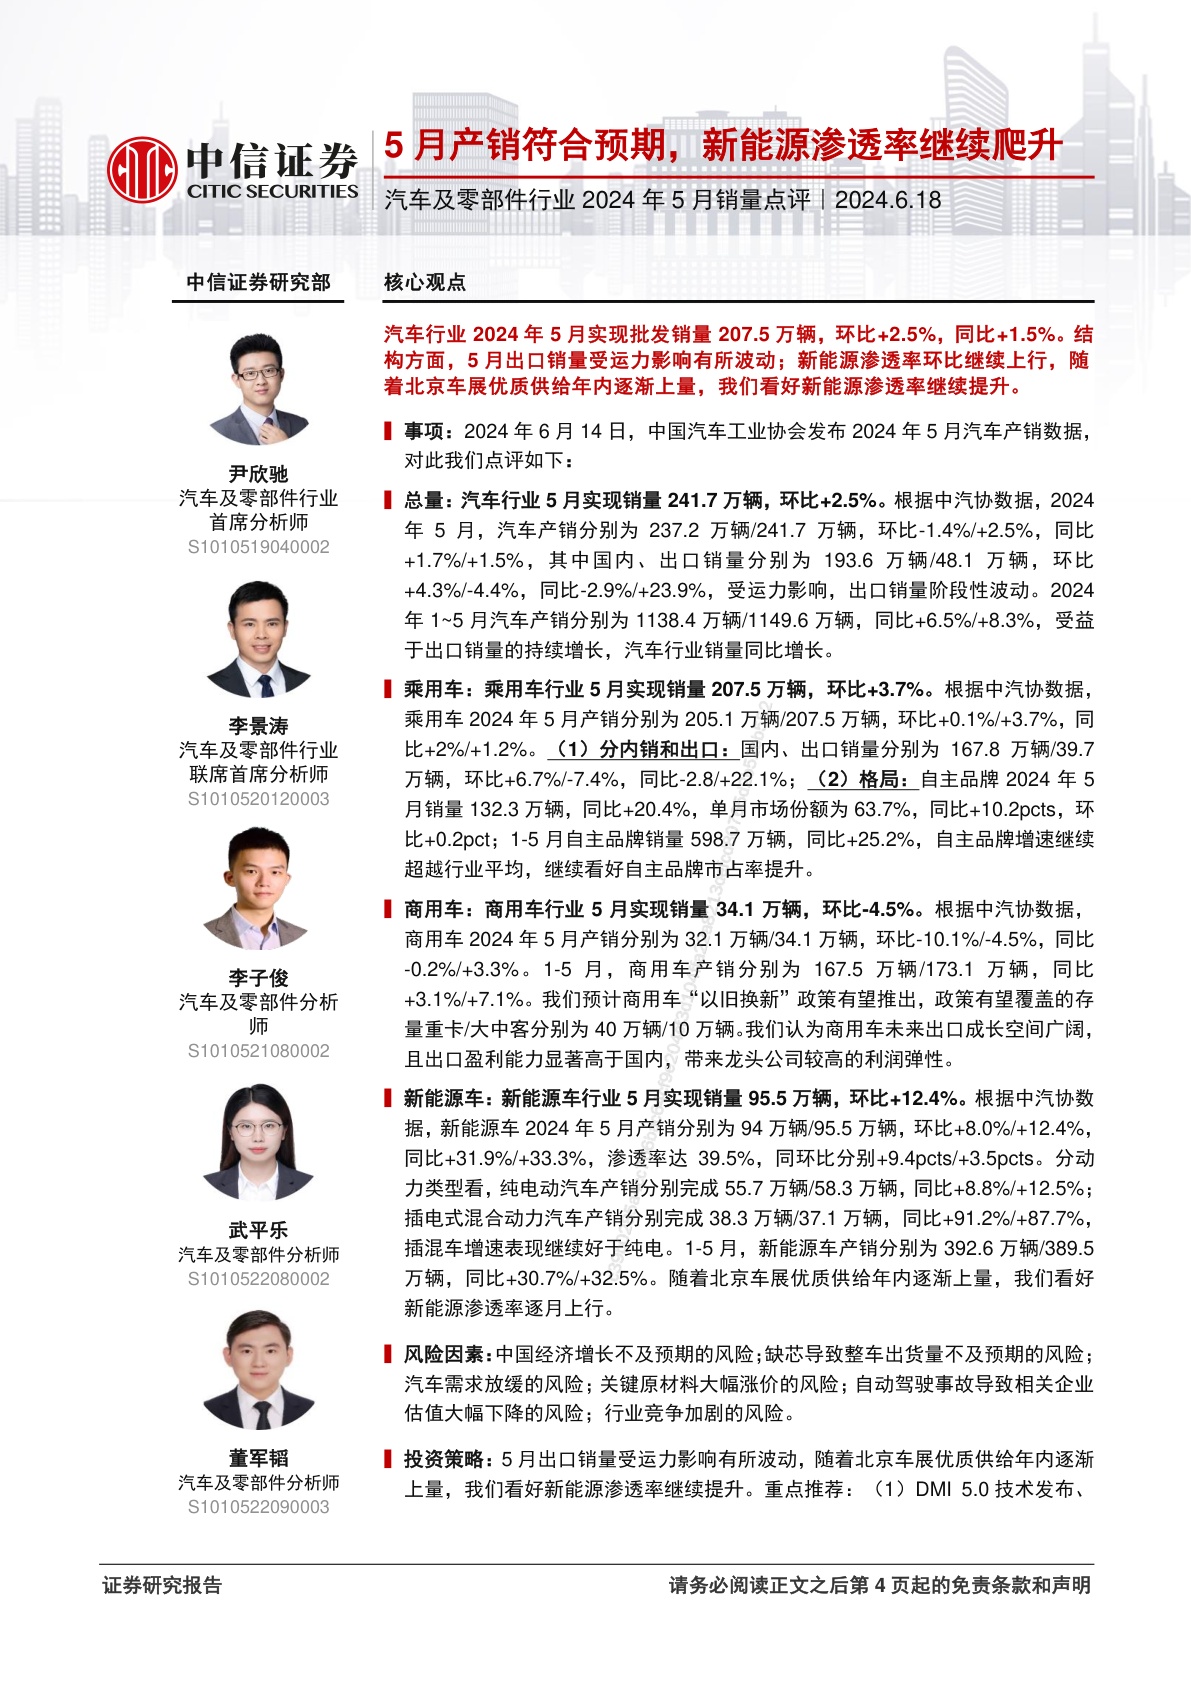 中信证券
CITIC SECURITIES
5 月产销符合预期，新能源渗透率继续爬升
汽车及零部件行业 2024 年 5 月销量点评｜2024.6.18
中信证券研究部
尹欣驰
汽车及零部件行业
首席分析师
S1010519040002
李景涛
汽车及零部件行业
联席首席分析师
S1010520120003
李子俊
汽车及零部件分析
师
S1010521080002
武平乐
汽车及零部件分析师
S1010522080002
董军韬
汽车及零部件分析师
S1010522090003
核心观点
汽车行业 2024 年 5 月实现批发销量 207.5 万辆，环比+2.5%，同比+1.5%。结
构方面，5 月出口销量受运力影响有所波动；新能源渗透率环比继续上行，随
着北京车展优质供给年内逐渐上量，我们看好新能源渗透率继续提升。
事项：2024 年 6 月 14 日，中国汽车工业协会发布 2024 年 5 月汽车产销数据，
对此我们点评如下：
总量：汽车行业 5 月实现销量 241.7 万辆，环比+2.5%。根据中汽协数据，2024
年 5 月，汽车产销分别为 237.2 万辆/241.7 万辆，环比-1.4%/+2.5%，同比
+1.7%/+1.5%，其中国内、出口销量分别为 193.6 万辆/48.1 万辆，环比
+4.3%/-4.4%，同比-2.9%/+23.9%，受运力影响，出口销量阶段性波动。2024
年 1~5 月汽车产销分别为 1138.4 万辆/1149.6 万辆，同比+6.5%/+8.3%，受益
于出口销量的持续增长，汽车行业销量同比增长。
乘用车：乘用车行业 5 月实现销量 207.5 万辆，环比+3.7%。根据中汽协数据，
乘用车 2024 年 5 月产销分别为 205.1 万辆/207.5 万辆，环比+0.1%/+3.7%，同
比+2%/+1.2%。（1）分内销和出口：国内、出口销量分别为 167.8 万辆/39.7
万辆，环比+6.7%/-7.4%，同比-2.8/+22.1%；（2）格局：自主品牌 2024 年 5
月销量 132.3 万辆，同比+20.4%，单月市场份额为 63.7%，同比+10.2pcts，环
比+0.2pct；1-5 月自主品牌销量 598.7 万辆，同比+25.2%，自主品牌增速继续
超越行业平均，继续看好自主品牌市占率提升。
商用车：商用车行业 5 月实现销量 34.1 万辆，环比-4.5%。根据中汽协数据，
商用车 2024 年 5 月产销分别为 32.1 万辆/34.1 万辆，环比-10.1%/-4.5%，同比
-0.2%/+3.3%。1-5 月，商用车产销分别为 167.5 万辆/173.1 万辆，同比
+3.1%/+7.1%。我们预计商用车“以旧换新”政策有望推出，政策有望覆盖的存
量重卡/大中客分别为 40 万辆/10 万辆。我们认为商用车未来出口成长空间广阔，
且出口盈利能力显著高于国内，带来龙头公司较高的利润弹性。
新能源车：新能源车行业 5 月实现销量 95.5 万辆，环比+12.4%。根据中汽协数
据，新能源车 2024 年 5 月产销分别为 94 万辆/95.5 万辆，环比+8.0%/+12.4%，
同比+31.9%/+33.3%，渗透率达 39.5%，同环比分别+9.4pcts/+3.5pcts。分动
力类型看，纯电动汽车产销分别完成 55.7 万辆/58.3 万辆，同比+8.8%/+12.5%；
插电式混合动力汽车产销分别完成 38.3 万辆/37.1 万辆，同比+91.2%/+87.7%，
插混车增速表现继续好于纯电。1-5 月，新能源车产销分别为 392.6 万辆/389.5
万辆，同比+30.7%/+32.5%。随着北京车展优质供给年内逐渐上量，我们看好
新能源渗透率逐月上行。
风险因素：中国经济增长不及预期的风险；缺芯导致整车出货量不及预期的风险；
汽车需求放缓的风险；关键原材料大幅涨价的风险；自动驾驶事故导致相关企业
估值大幅下降的风险；行业竞争加剧的风险。
投资策略：5 月出口销量受运力影响有所波动，随着北京车展优质供给年内逐渐
上量，我们看好新能源渗透率继续提升。重点推荐：（1）DMI 5.0 技术发布、
证券研究报告
请务必阅读正文之后第 4 页起的免责条款和声明